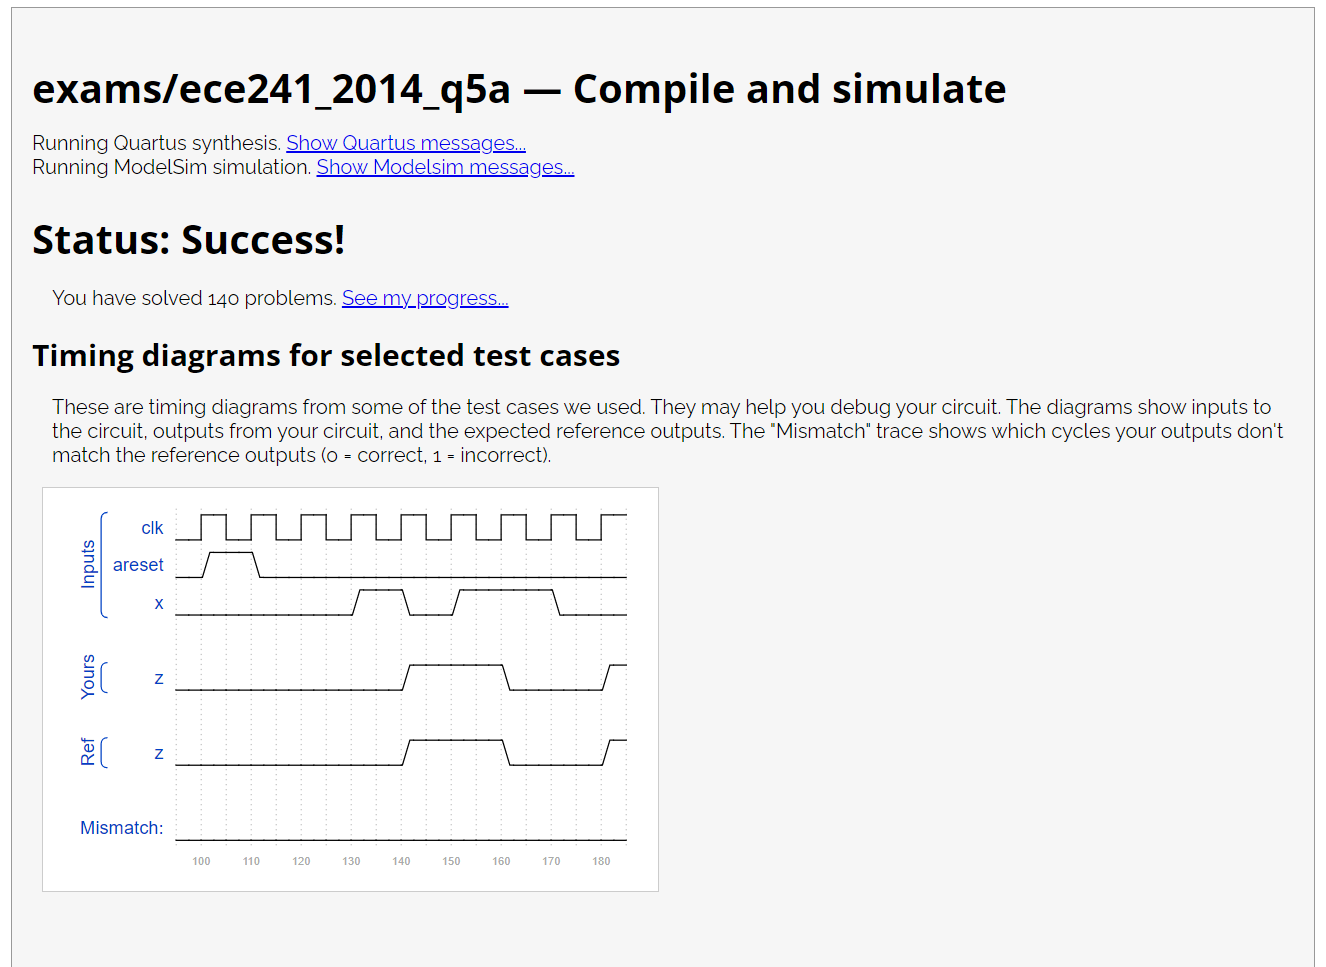 exams/ece241_2014_q5a — Compile and simulate
Running Quartus synthesis. Show Quartus messages...
Running ModelSim simulation. Show Modelsim messages...
Status: Success!
You have solved 140 problems. See my progress...
Timing diagrams for selected test cases
These are timing diagrams from some of the test cases we used. They may help you debug your circuit. The diagrams show inputs to
the circuit, outputs from your circuit, and the expected reference outputs. The "Mismatch" trace shows which cycles your outputs don't
match the reference outputs (0 = correct, 1 = incorrect).
Inputs
clk
areset
x
Yours
z
Ref
z
Mismatch:
100 110 120 130 140 150 160 170 180